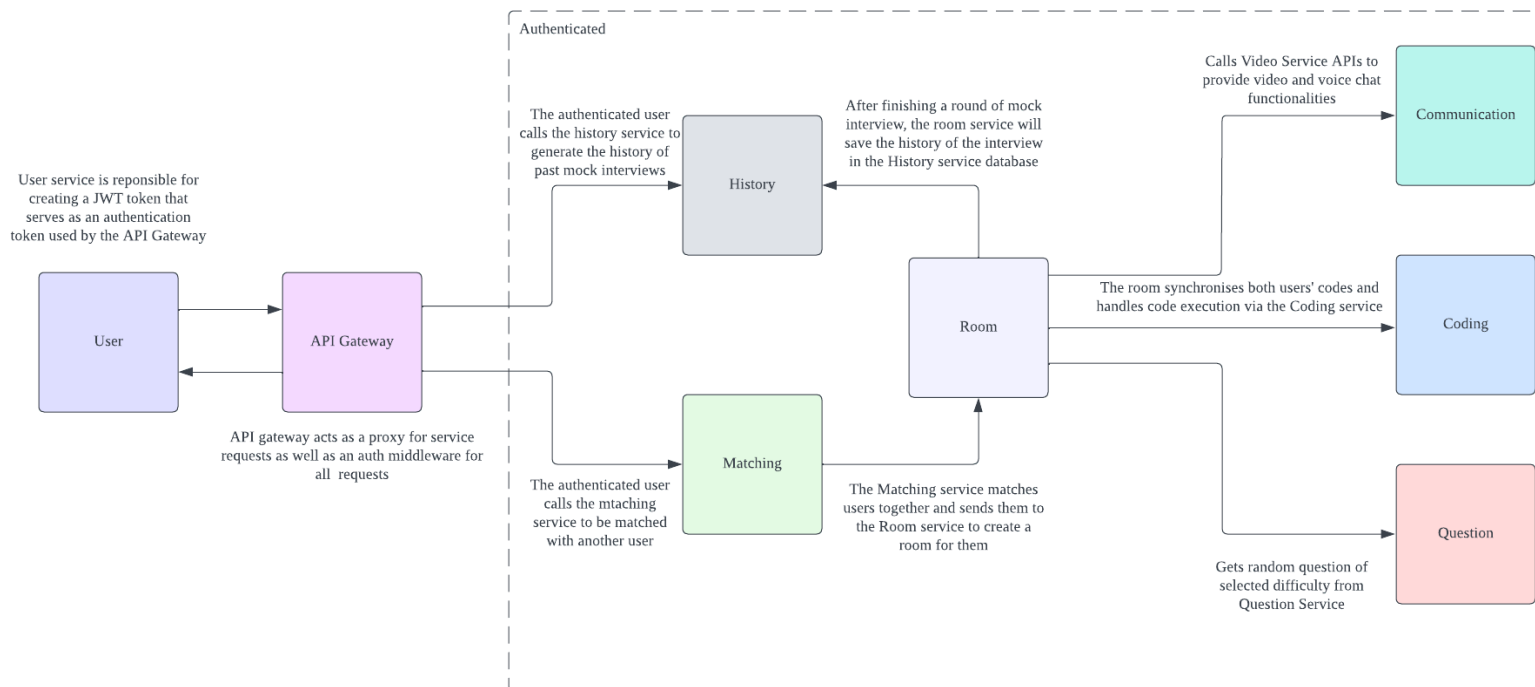 Authenticated
Calls Video Service APIs to
provide video and voice chat
functionalities
Communication
After finishing a round of mock
interview, the room service will
save the history of the interview
in the History service database
The authenticated user
calls the history service to
generate the history of
past mock interviews
History
User service is reponsible for
creating a JWT token that
serves as an authentication
token used by the API Gateway
User
API Gateway
Room
The room synchronises both users' codes and
handles code execution via the Coding service
Coding
API gateway acts as a proxy for service
requests as well as an auth middleware for
all requests
Matching
The authenticated user
calls the mtaching
service to be matched
with another user
The Matching service matches
users together and sends them to
the Room service to create a
room for them
Question
Gets random question of
selected difficulty from
Question Service